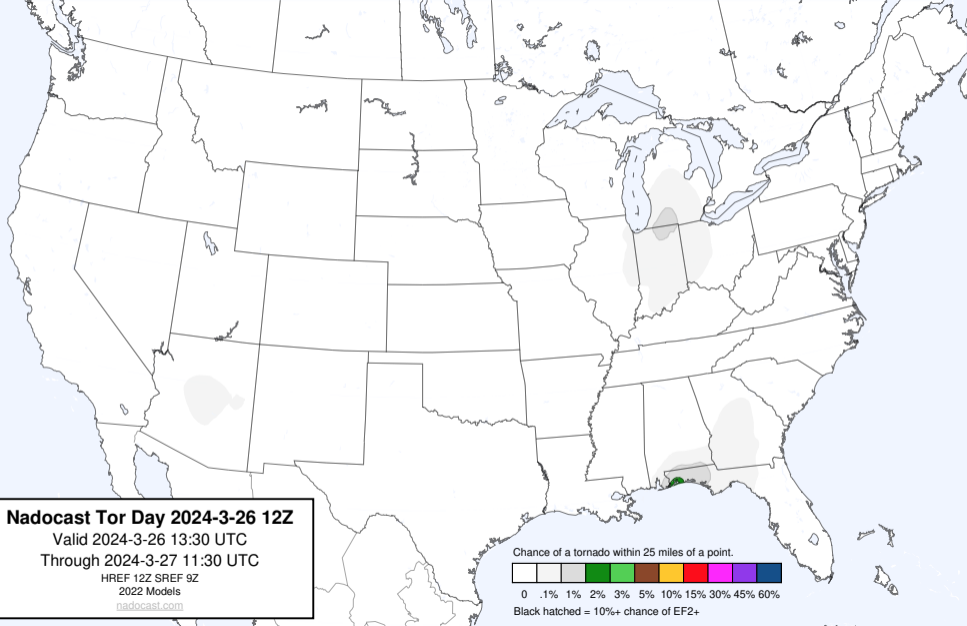 Nadocast Tor Day 2024-3-26 12Z
Valid 2024-3-26 13:30 UTC
Through 2024-3-27 11:30 UTC
HREF 12Z SREF 9Z
2022 Models
nadocast.com
Chance of a tornado within 25 miles of a point.
0 .1% 1% 2% 3% 5% 10% 15% 30% 45% 60%
Black hatched = 10%+ chance of EF2+